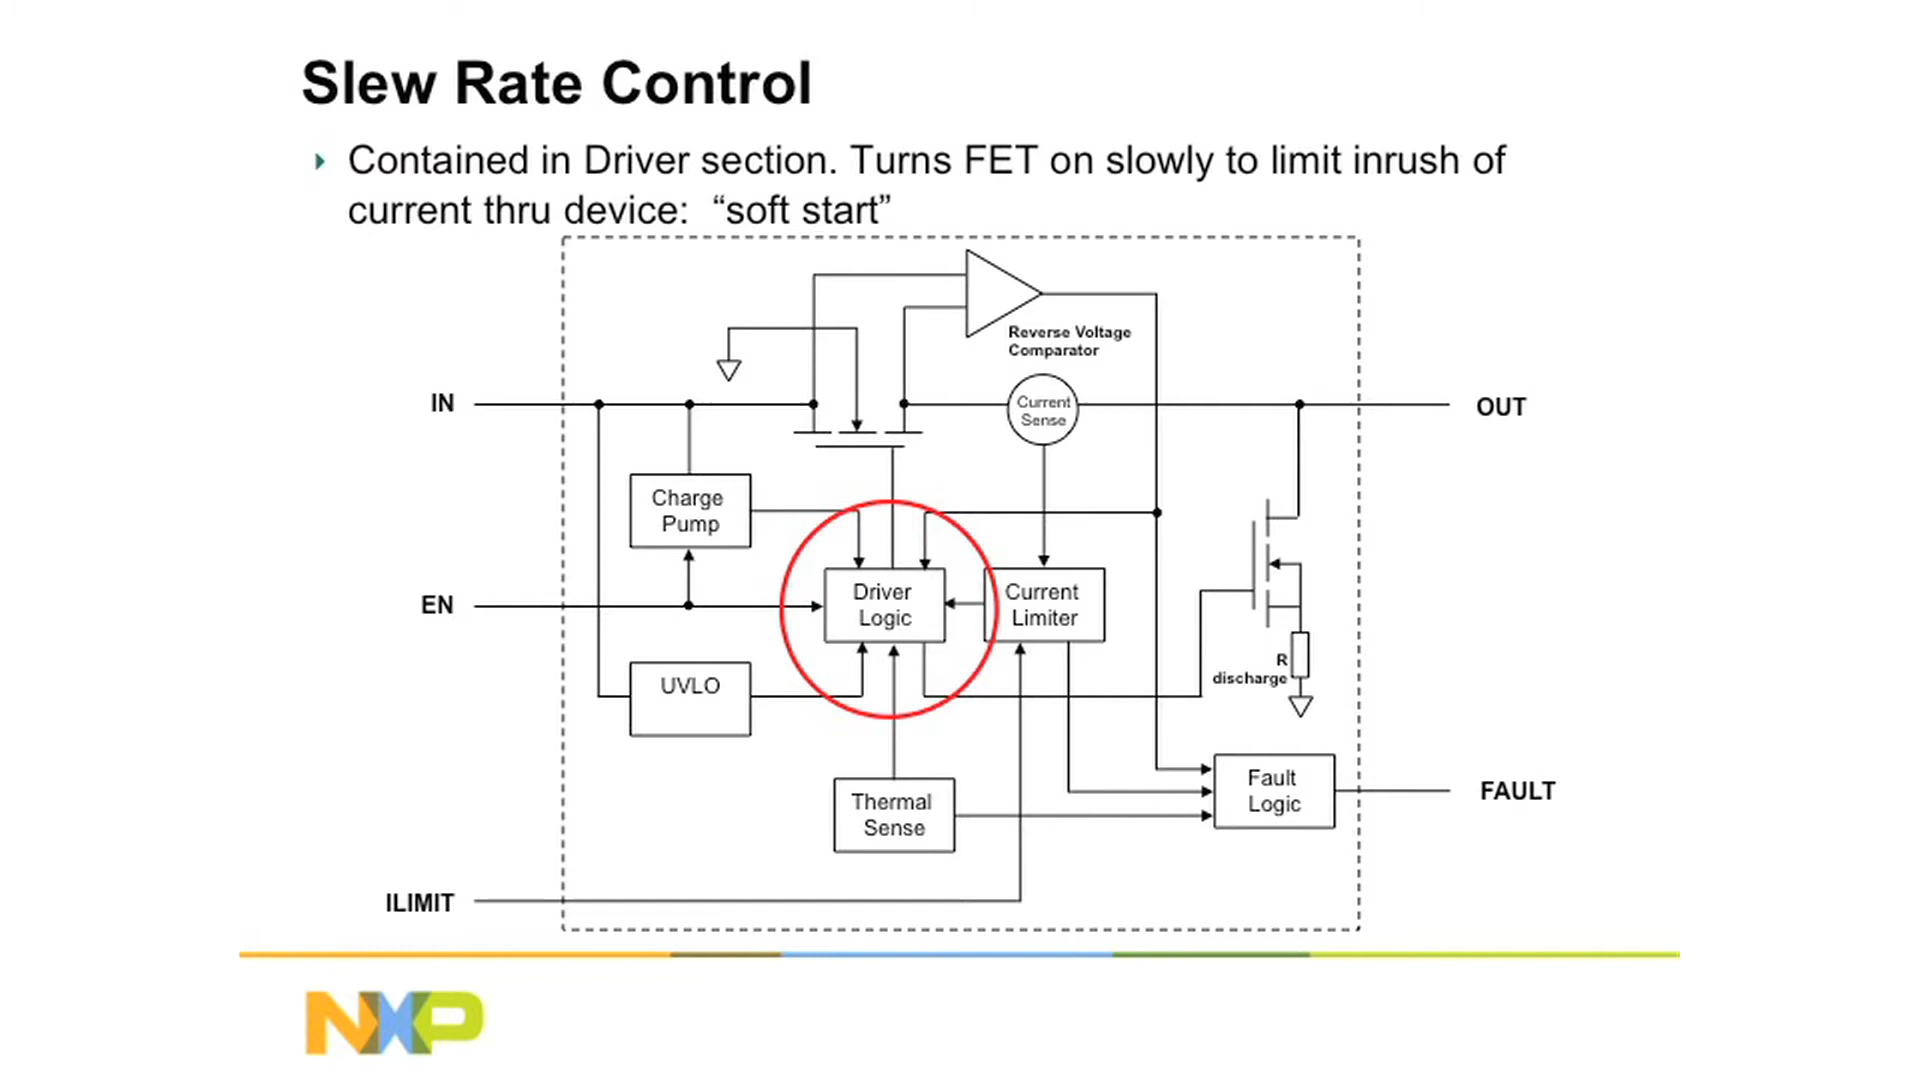 Slew Rate Control
Contained in Driver section. Turns FET on slowly to limit inrush of
current thru device: “soft start”
Reverse Voltage
Comparator
IN
Current
Sense
OUT
Charge
Pump
EN
Driver
Logic
Current
Limiter
R
discharge
UVLO
Thermal
Sense
Fault
Logic
FAULT
ILIMIT
NXP